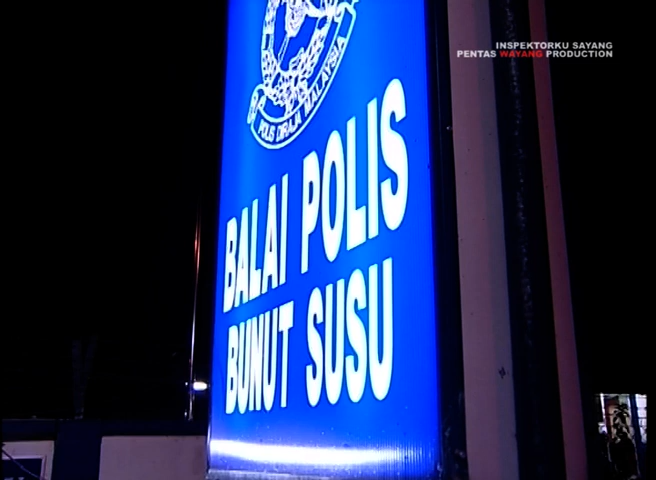 INSPEKTORKU SAYANG
PENTAS WAYANG PRODUCTION
POLIS DIRAJA MALAYSIA
BALAI POLIS
BUNUT SUSU